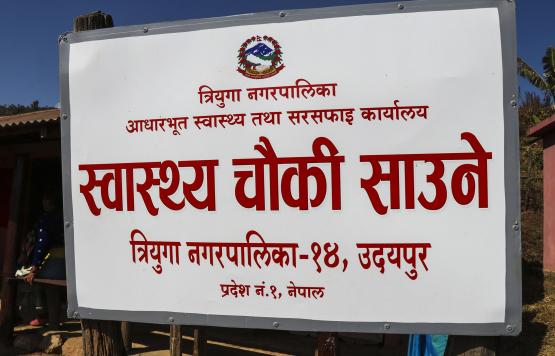 त्रियुगा नगरपालिका
आधारभूत स्वास्थ्य तथा सरसफाइ कार्यालय
स्वास्थ्य चौकी साउने
त्रियुगा नगरपालिका-१४, उदयपुर
प्रदेश नं.१, नेपाल